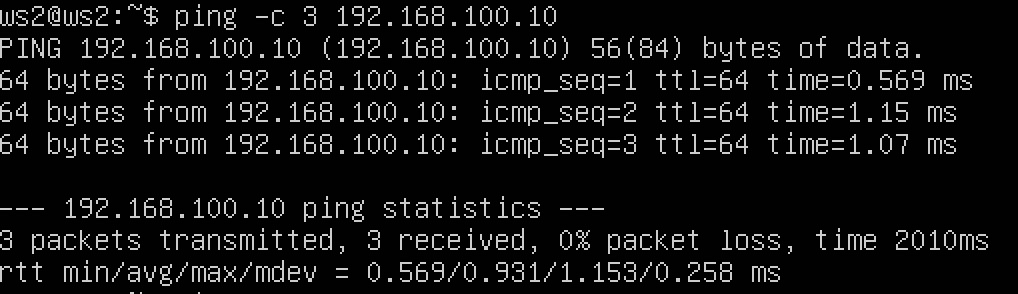 ws2@ws2:~$ ping -c 3 192.168.100.10
PING 192.168.100.10 (192.168.100.10) 56(84) bytes of data.
64 bytes from 192.168.100.10: icmp_seq=1 ttl=64 time=0.569 ms
64 bytes from 192.168.100.10: icmp_seq=2 ttl=64 time=1.15 ms
64 bytes from 192.168.100.10: icmp_seq=3 ttl=64 time=1.07 ms
--- 192.168.100.10 ping statistics ---
3 packets transmitted, 3 received, 0% packet loss, time 2010ms
rtt min/avg/max/mdev = 0.569/0.931/1.153/0.258 ms